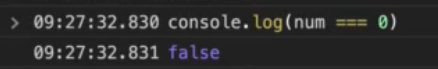 > 09:27:32.830 console.log(num === 0)
09:27:32.831 false